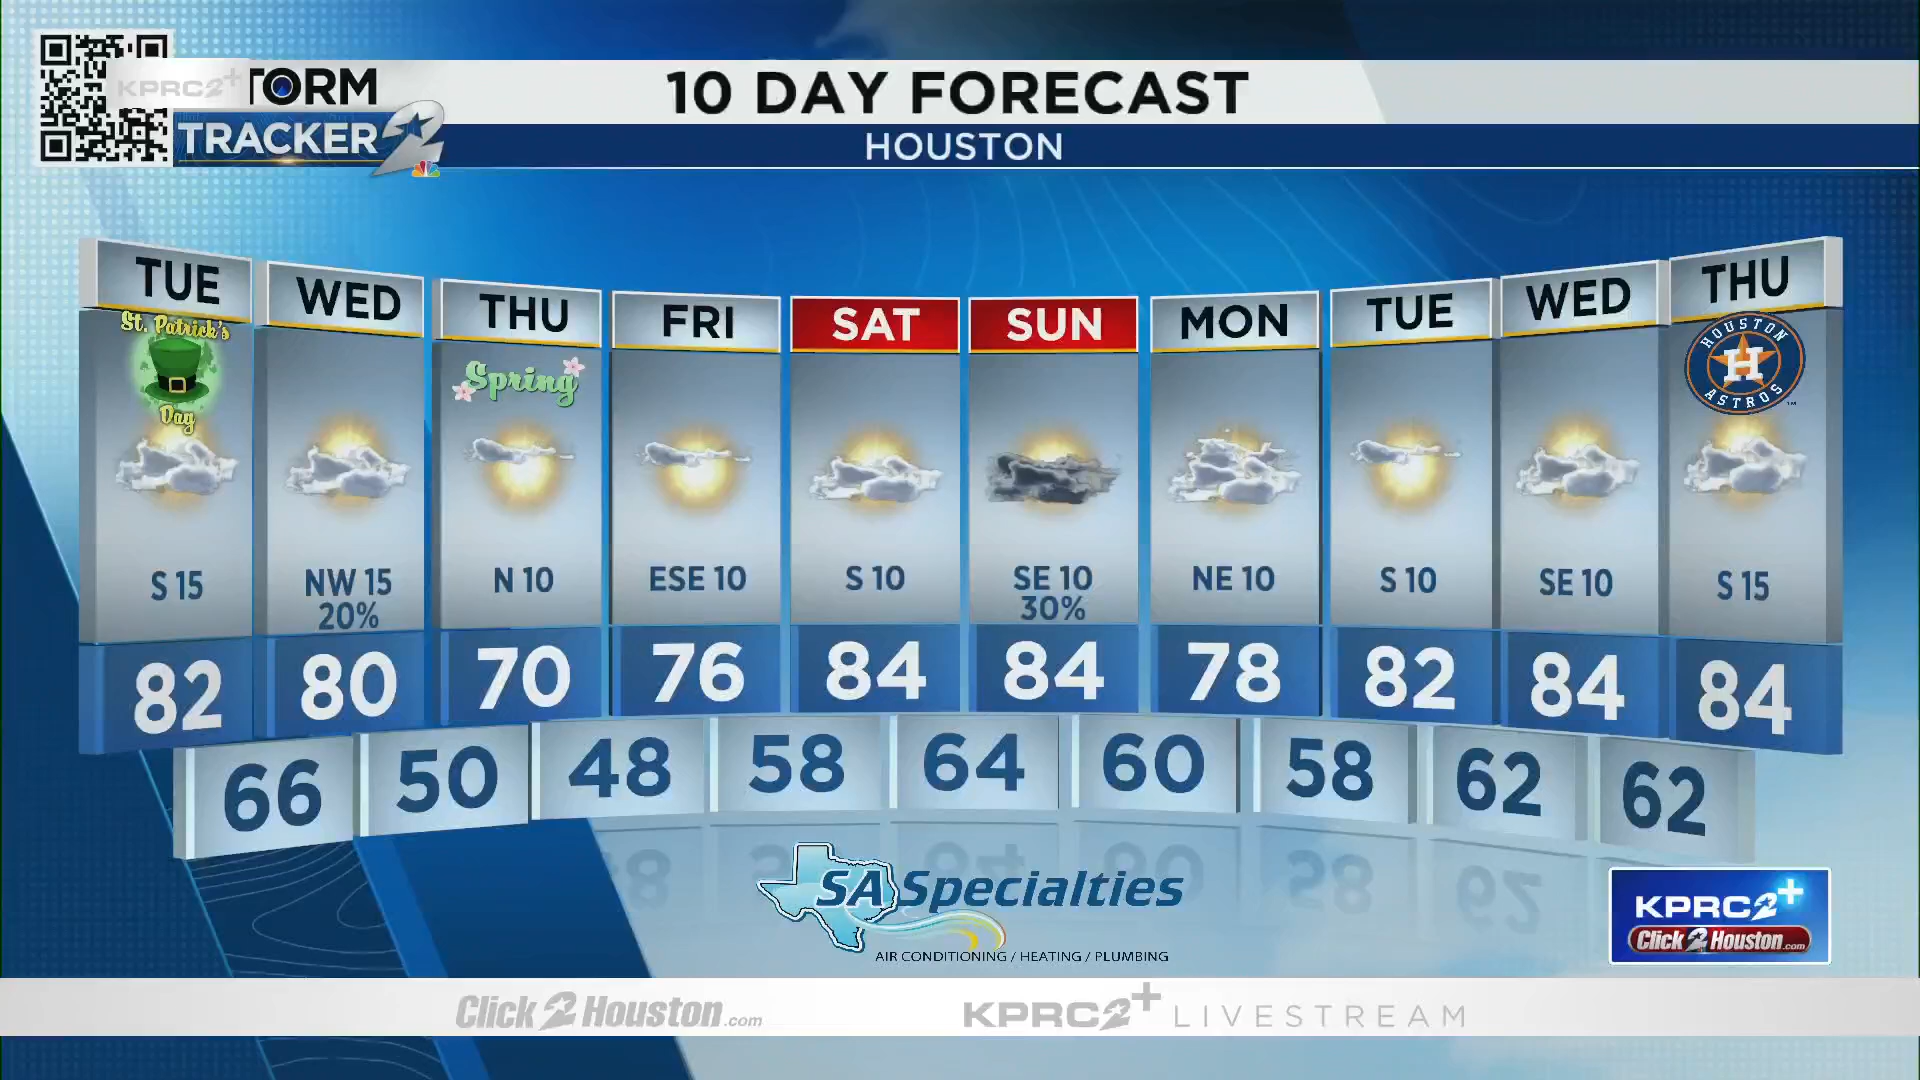 KPRC2+
TORM
TRACKER 2
10 DAY FORECAST
HOUSTON
TUE WED THU FRI SAT SUN MON TUE WED THU
St. Patrick's
Day
Spring
HOUSTON
H
ASTROS
S 15 NW 15 N 10 ESE 10 S 10 SE 10 NE 10 S 10 SE 10 S 15
20% 30%
82 80 70 76 84 84 78 82 84 84
66 50 48 58 64 60 58 62 62
SA Specialties
AIR CONDITIONING / HEATING / PLUMBING
KPRC2+
Click2Houston.com
Click2Houston.com KPRC2+ LIVESTREAM